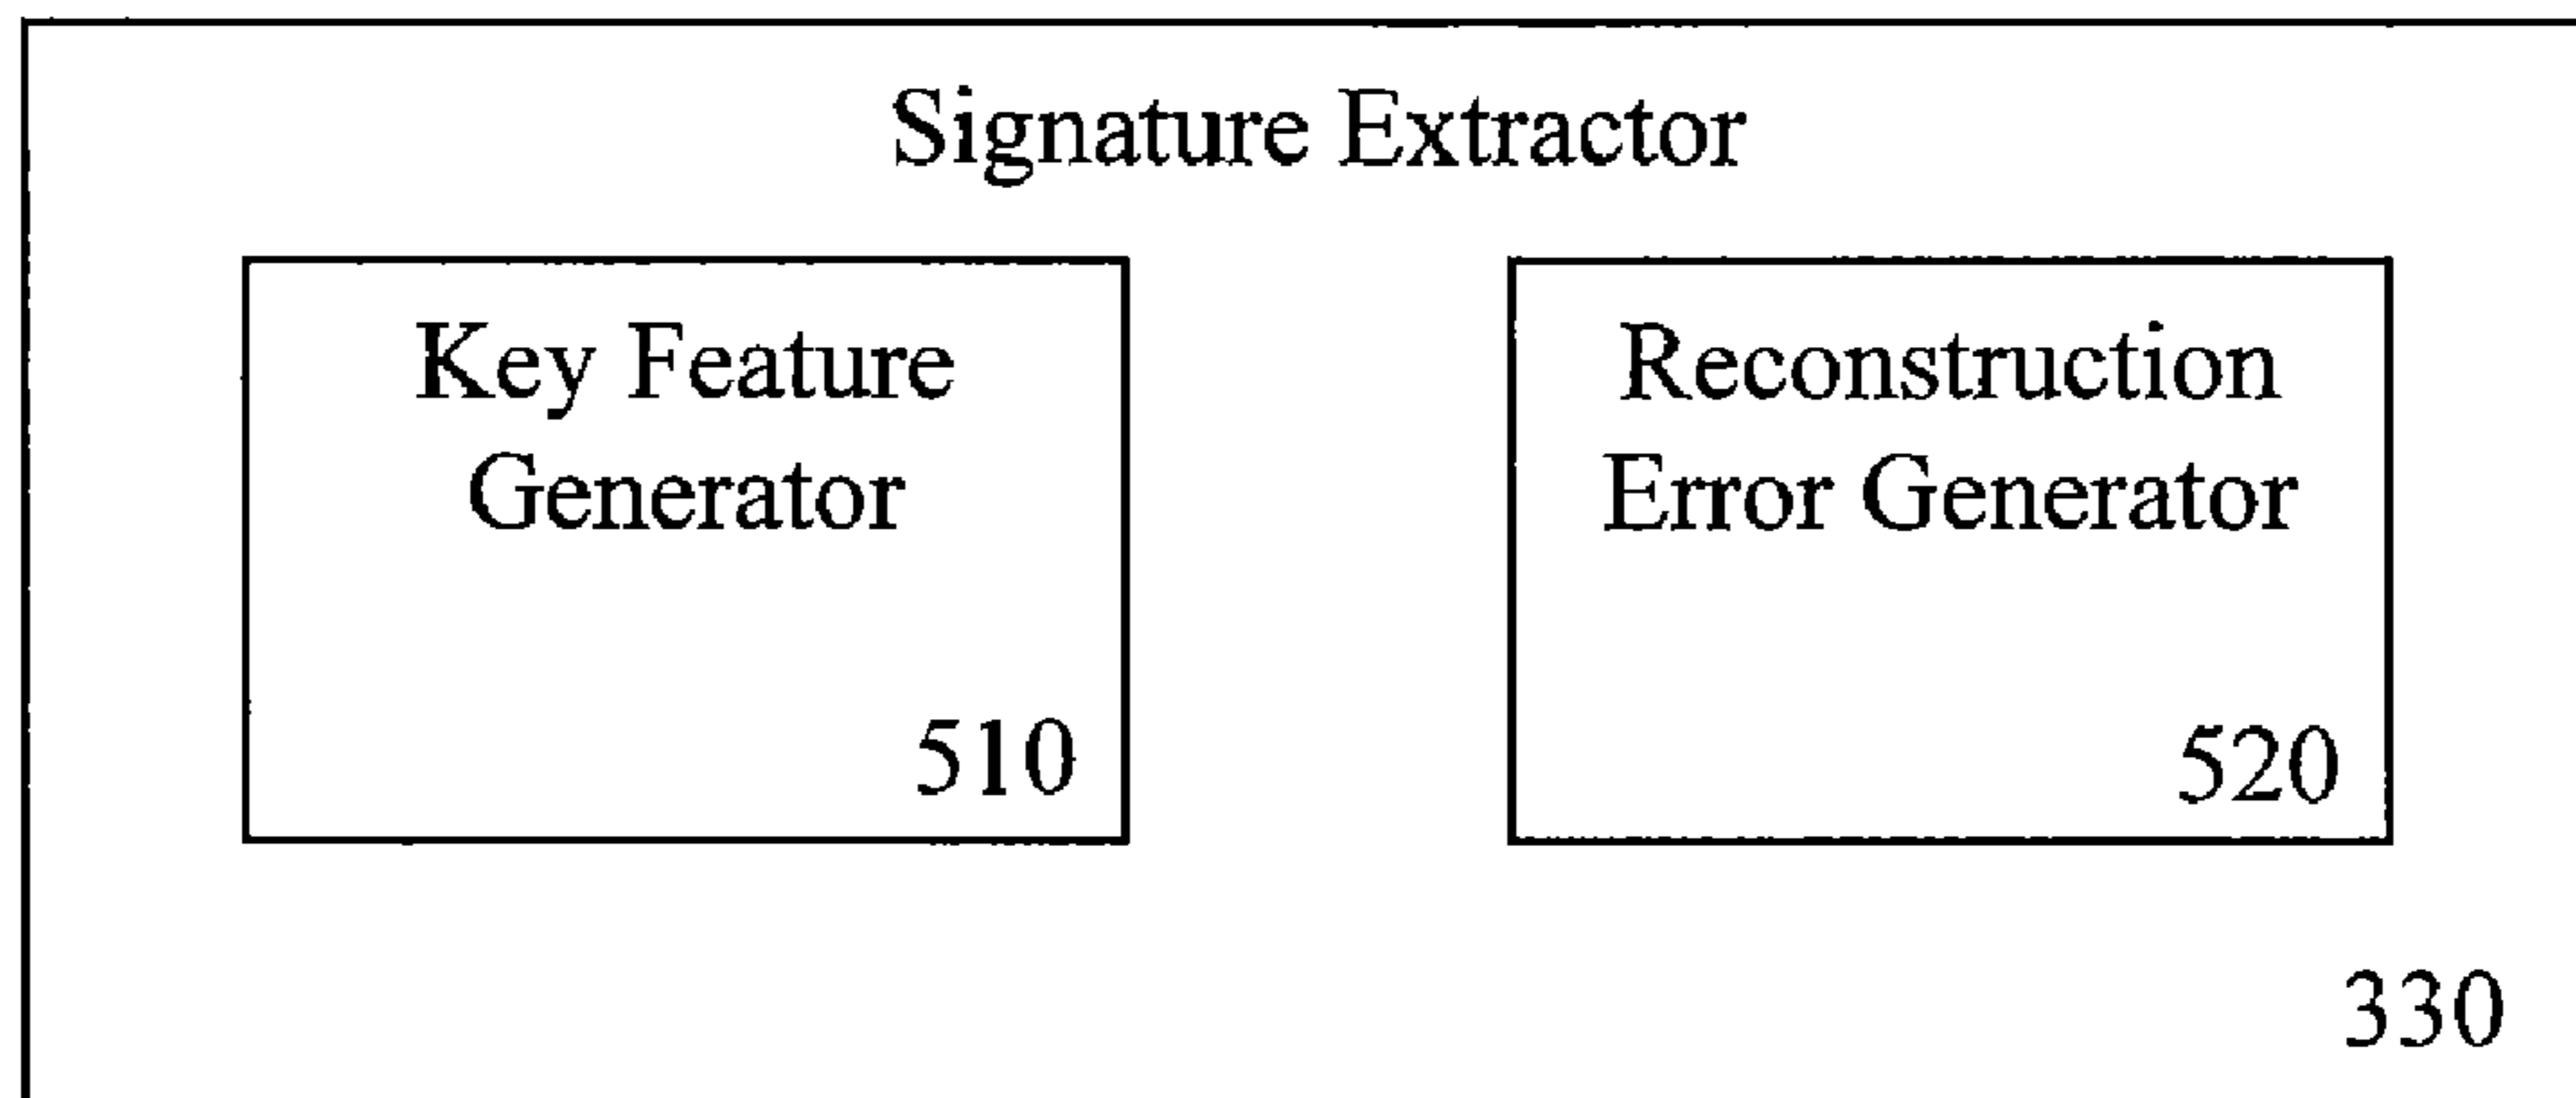 Signature Extractor
Key Feature
Generator
510
Reconstruction
Error Generator
520
330